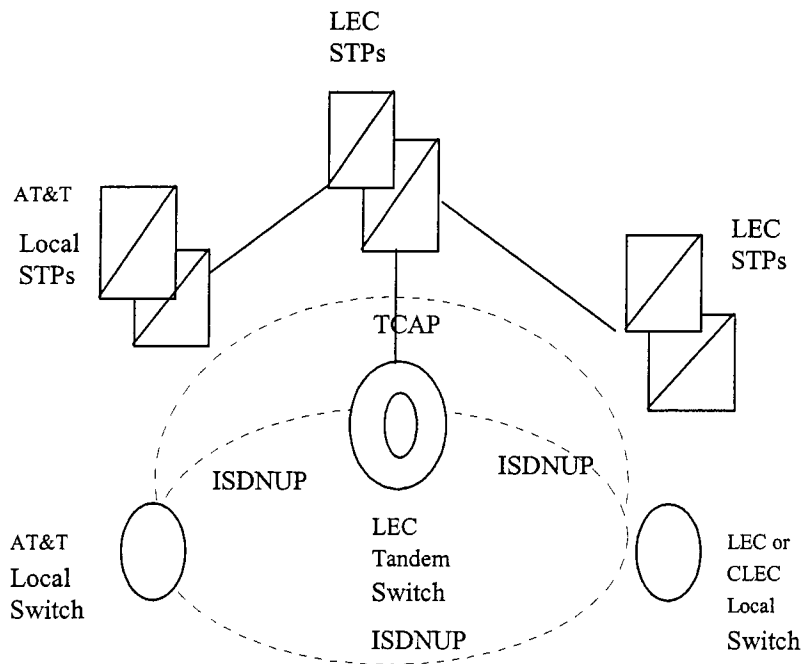 LEC
STPs
AT&T
Local
STPs
LEC
STPs
TCAP
ISDNUP
ISDNUP
AT&T
Local
Switch
LEC
Tandem
Switch
LEC or
CLEC
Local
Switch
ISDNUP